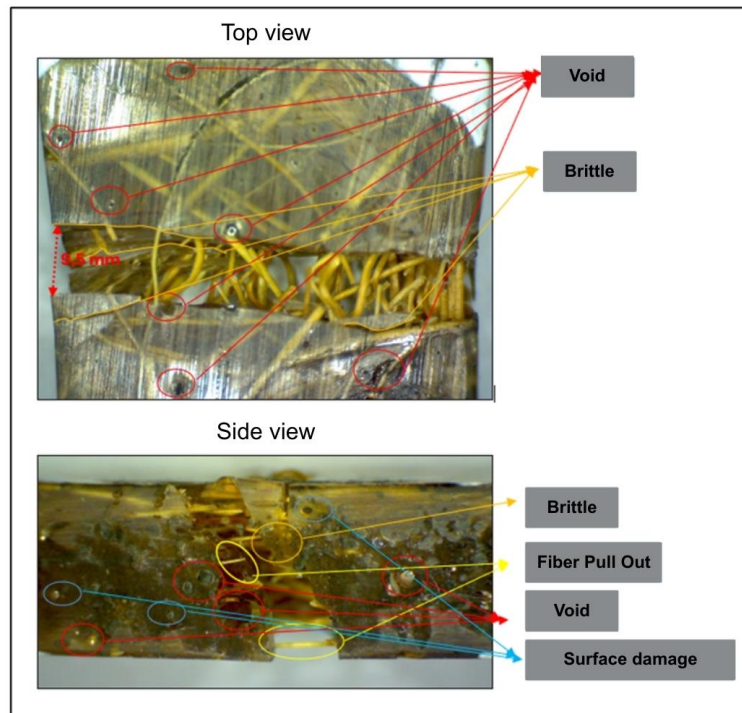 Top view
Void
Brittle
9,5 mm
Side view
Brittle
Fiber Pull Out
Void
Surface damage